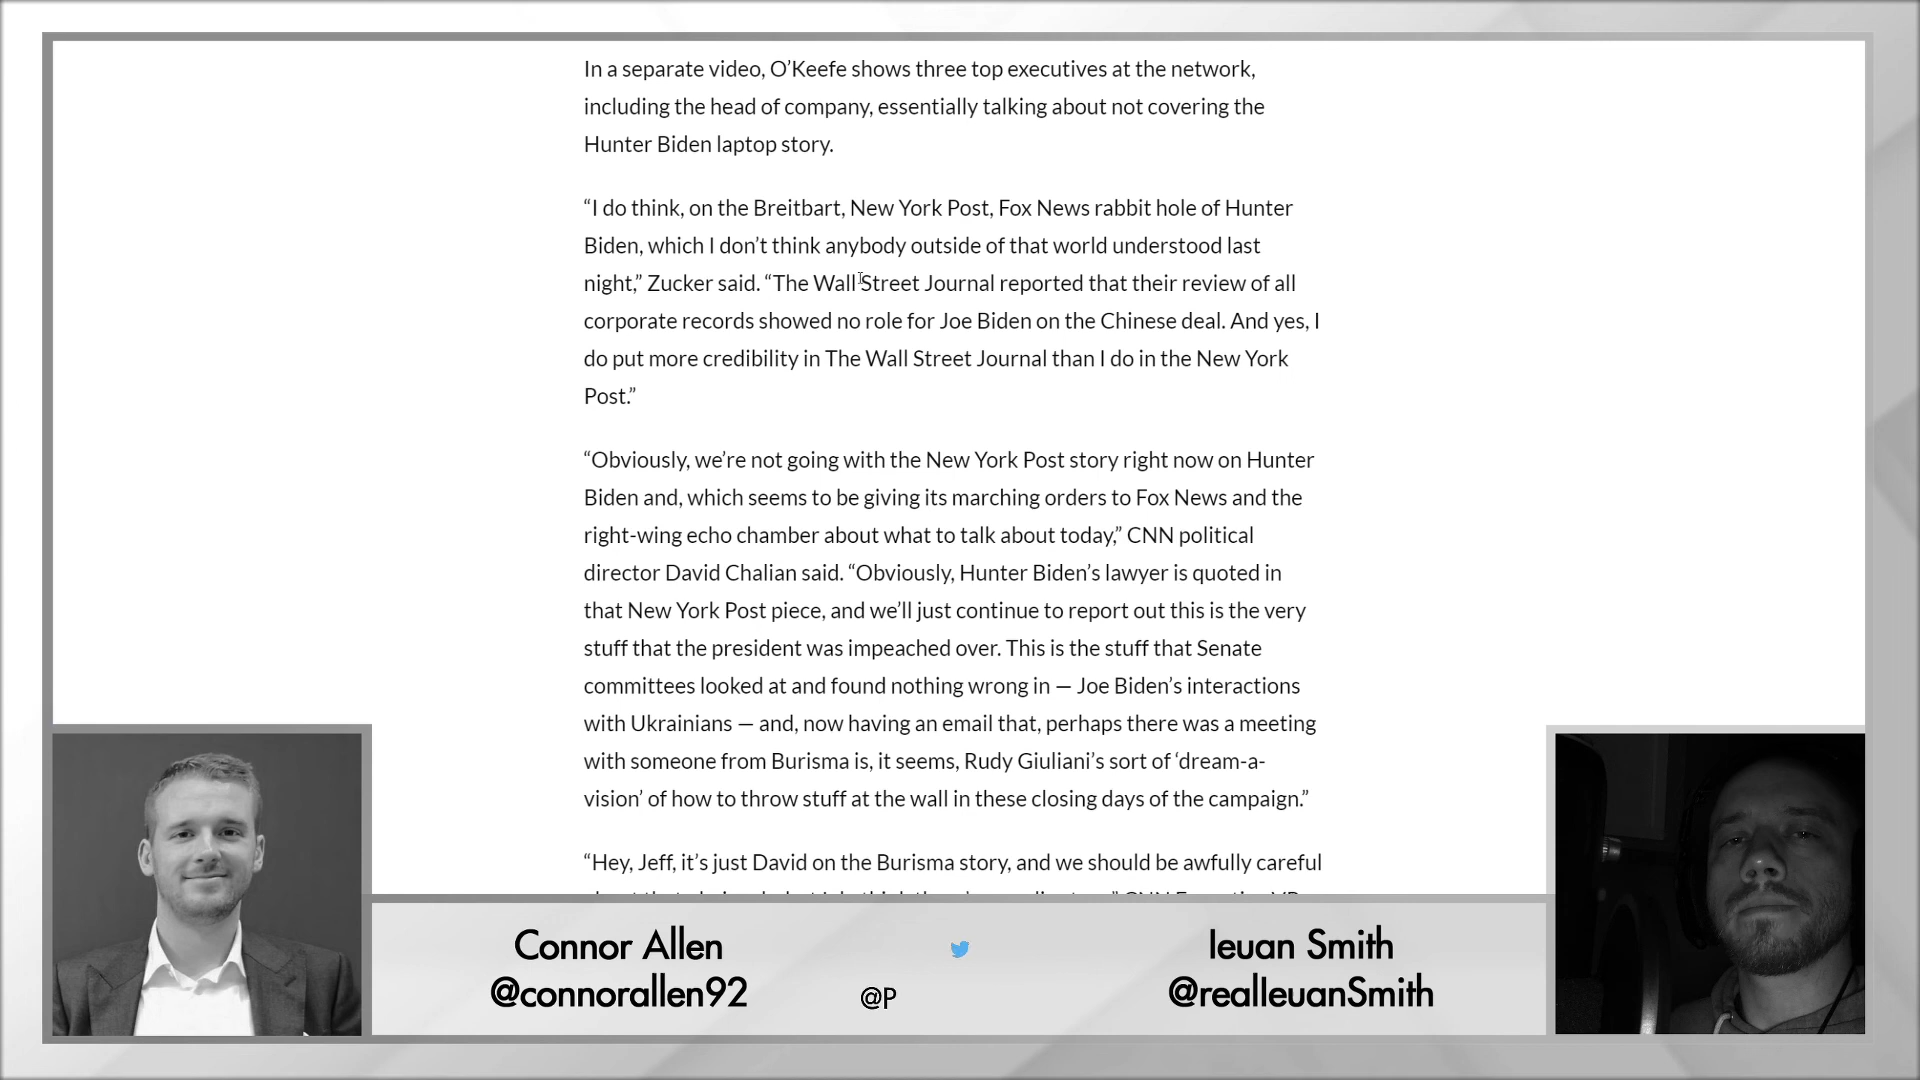 In a separate video, O’Keefe shows three top executives at the network,
including the head of company, essentially talking about not covering the
Hunter Biden laptop story.
“I do think, on the Breitbart, New York Post, Fox News rabbit hole of Hunter
Biden, which I don’t think anybody outside of that world understood last
night,” Zucker said. “The Wall Street Journal reported that their review of all
corporate records showed no role for Joe Biden on the Chinese deal. And yes, I
do put more credibility in The Wall Street Journal than I do in the New York
Post.”
“Obviously, we’re not going with the New York Post story right now on Hunter
Biden and, which seems to be giving its marching orders to Fox News and the
right-wing echo chamber about what to talk about today,” CNN political
director David Chalian said. “Obviously, Hunter Biden’s lawyer is quoted in
that New York Post piece, and we’ll just continue to report out this is the very
stuff that the president was impeached over. This is the stuff that Senate
committees looked at and found nothing wrong in — Joe Biden’s interactions
with Ukrainians — and, now having an email that, perhaps there was a meeting
with someone from Burisma is, it seems, Rudy Giuliani’s sort of ‘dream-a-
vision’ of how to throw stuff at the wall in these closing days of the campaign.”
“Hey, Jeff, it’s just David on the Burisma story, and we should be awfully careful
Connor Allen
@connorallen92
@P
Ieuan Smith
@realIeuanSmith